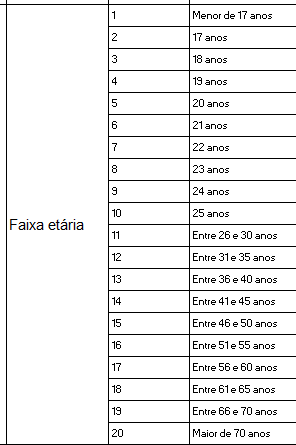 Faixa etária
1 Menor de 17 anos
2 17 anos
3 18 anos
4 19 anos
5 20 anos
6 21 anos
7 22 anos
8 23 anos
9 24 anos
10 25 anos
11 Entre 26 e 30 anos
12 Entre 31 e 35 anos
13 Entre 36 e 40 anos
14 Entre 41 e 45 anos
15 Entre 46 e 50 anos
16 Entre 51 e 55 anos
17 Entre 56 e 60 anos
18 Entre 61 e 65 anos
19 Entre 66 e 70 anos
20 Maior de 70 anos